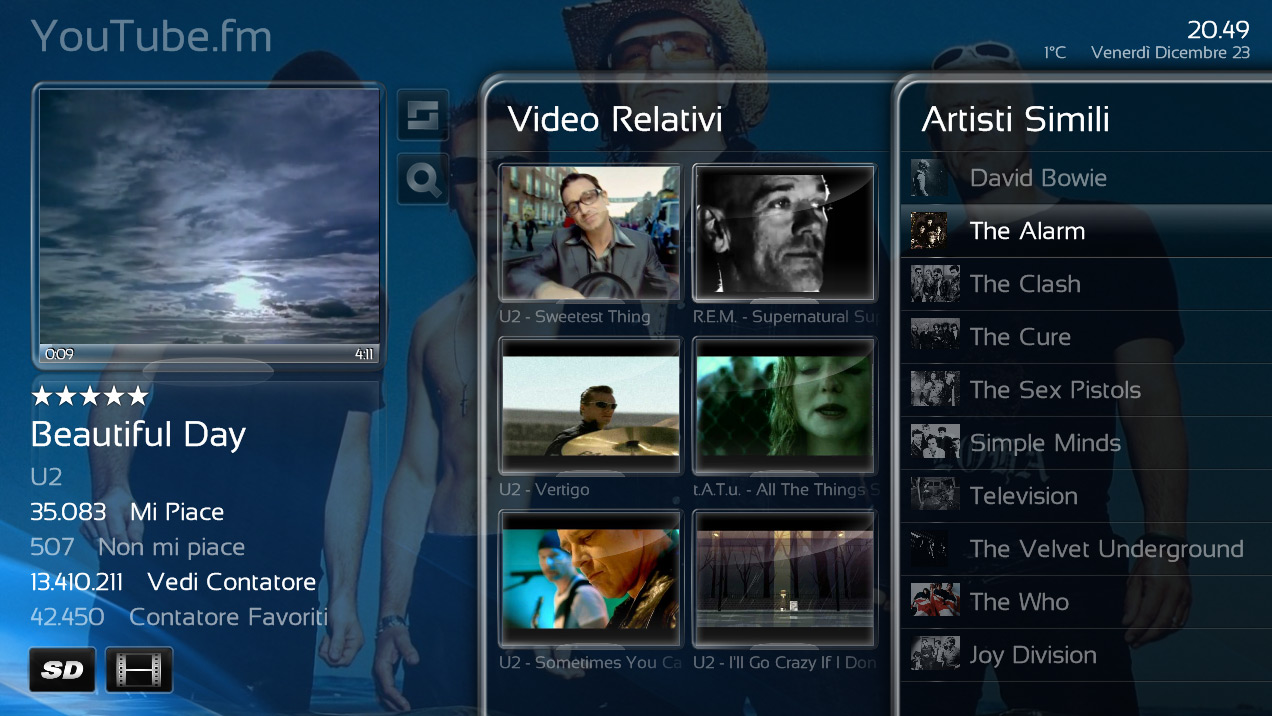 YouTube.fm
20.49
1°C Venerdì Dicembre 23
0:09 4:11
Beautiful Day
U2
35.083 Mi Piace
507 Non mi piace
13.410.211 Vedi Contatore
42.450 Contatore Favoriti
SD
Video Relativi
U2 - Sweetest Thing
R.E.M. - Supernatural Su
U2 - Vertigo
t.A.T.u. - All The Things S
U2 - Sometimes You Ca
U2 - I'll Go Crazy If I Don
Artisti Simili
David Bowie
The Alarm
The Clash
The Cure
The Sex Pistols
Simple Minds
Television
The Velvet Underground
The Who
Joy Division